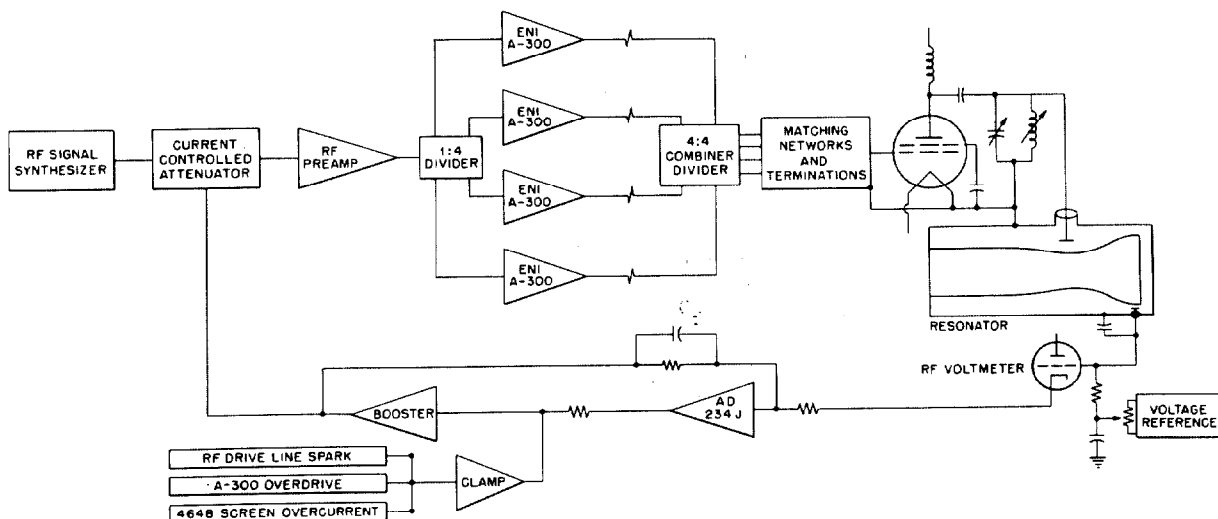 ENI
A-300
ENI
A-300
RF SIGNAL
SYNTHESIZER
CURRENT
CONTROLLED
ATTENUATOR
RF
PREAMP
1:4
DIVIDER
4:4
COMBINER
DIVIDER
MATCHING
NETWORKS
AND
TERMINATIONS
ENI
A-300
ENI
A-300
RESONATOR
RF VOLTMETER
BOOSTER
AD
234J
VOLTAGE
REFERENCE
RF DRIVE LINE SPARK
A-300 OVERDRIVE
4648 SCREEN OVERCURRENT
CLAMP